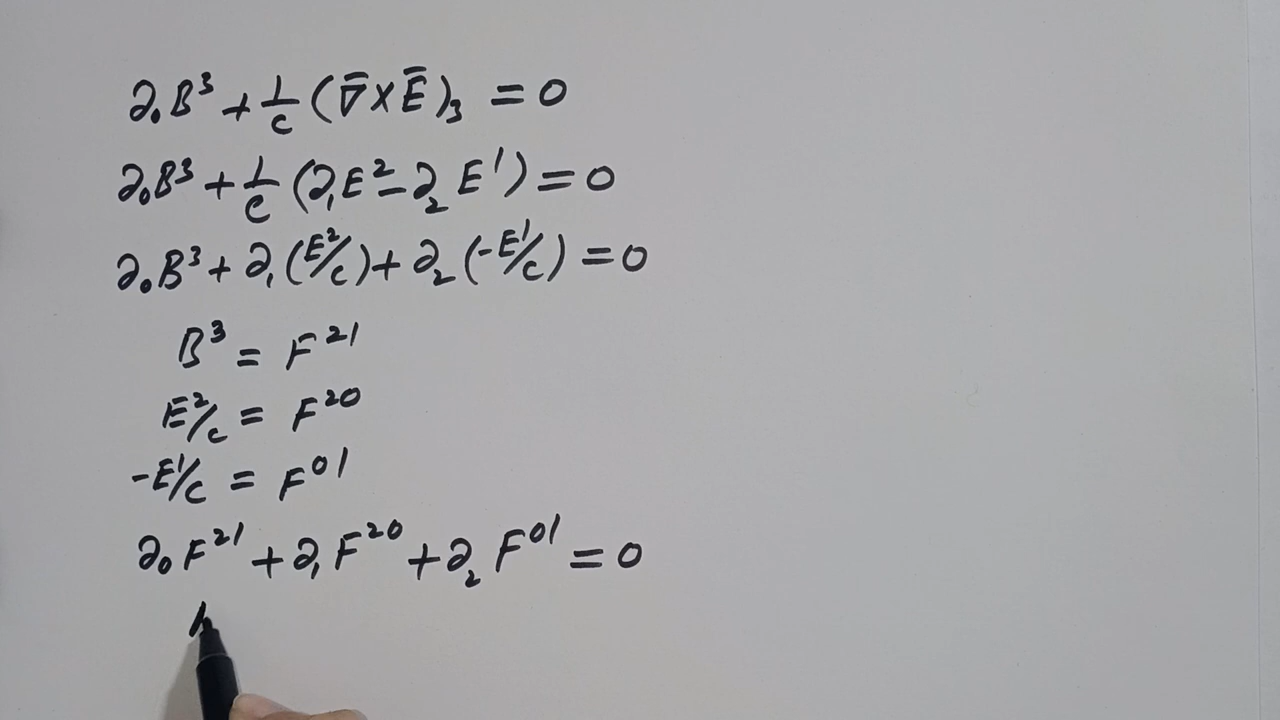 ∂₀B³ + 1/c (∇̄ × Ē)₃ = 0
∂₀B³ + 1/c (∂₁E² − ∂₂E¹) = 0
∂₀B³ + ∂₁(E²/c) + ∂₂(−E¹/c) = 0
B³ = F²¹
E²/c = F²⁰
−E¹/c = F⁰¹
∂₀F²¹ + ∂₁F²⁰ + ∂₂F⁰¹ = 0